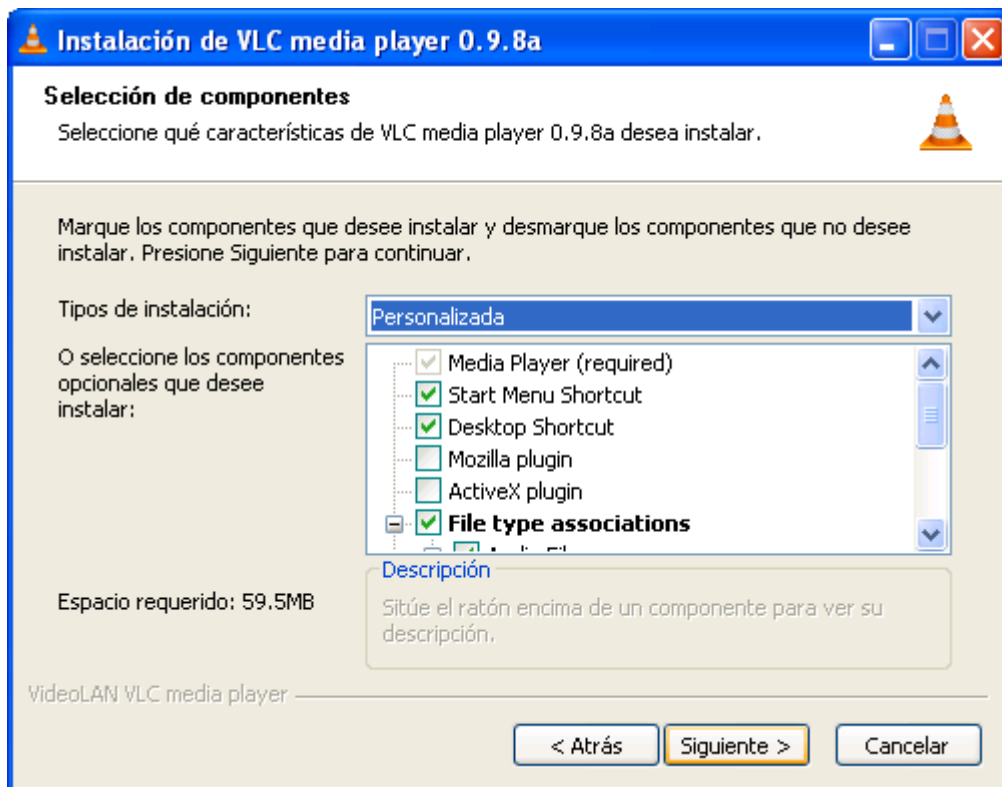 Instalación de VLC media player 0.9.8a
Selección de componentes
Seleccione qué características de VLC media player 0.9.8a desea instalar.
Marque los componentes que desee instalar y desmarque los componentes que no desee
instalar. Presione Siguiente para continuar.
Tipos de instalación:
Personalizada
O seleccione los componentes
opcionales que desee
instalar:
Media Player (required)
Start Menu Shortcut
Desktop Shortcut
Mozilla plugin
ActiveX plugin
File type associations
Espacio requerido: 59.5MB
Descripción
Sitúe el ratón encima de un componente para ver su
descripción.
VideoLAN VLC media player
< Atrás
Siguiente >
Cancelar